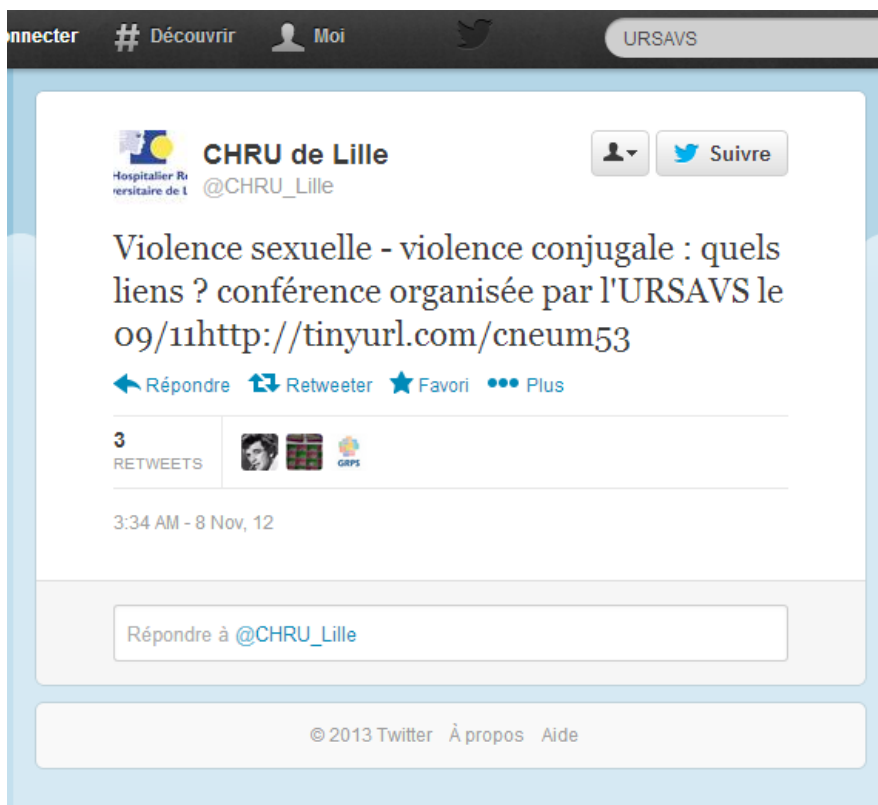 onnecter # Découvrir Moi URSAVS
Hospitalier R
versitaire de L
CHRU de Lille
@CHRU_Lille
Suivre
Violence sexuelle - violence conjugale : quels
liens ? conférence organisée par l'URSAVS le
09/11http://tinyurl.com/cneum53
Répondre Retweeter Favori Plus
3
RETWEETS
GRPS
3:34 AM - 8 Nov, 12
Répondre à @CHRU_Lille
© 2013 Twitter À propos Aide